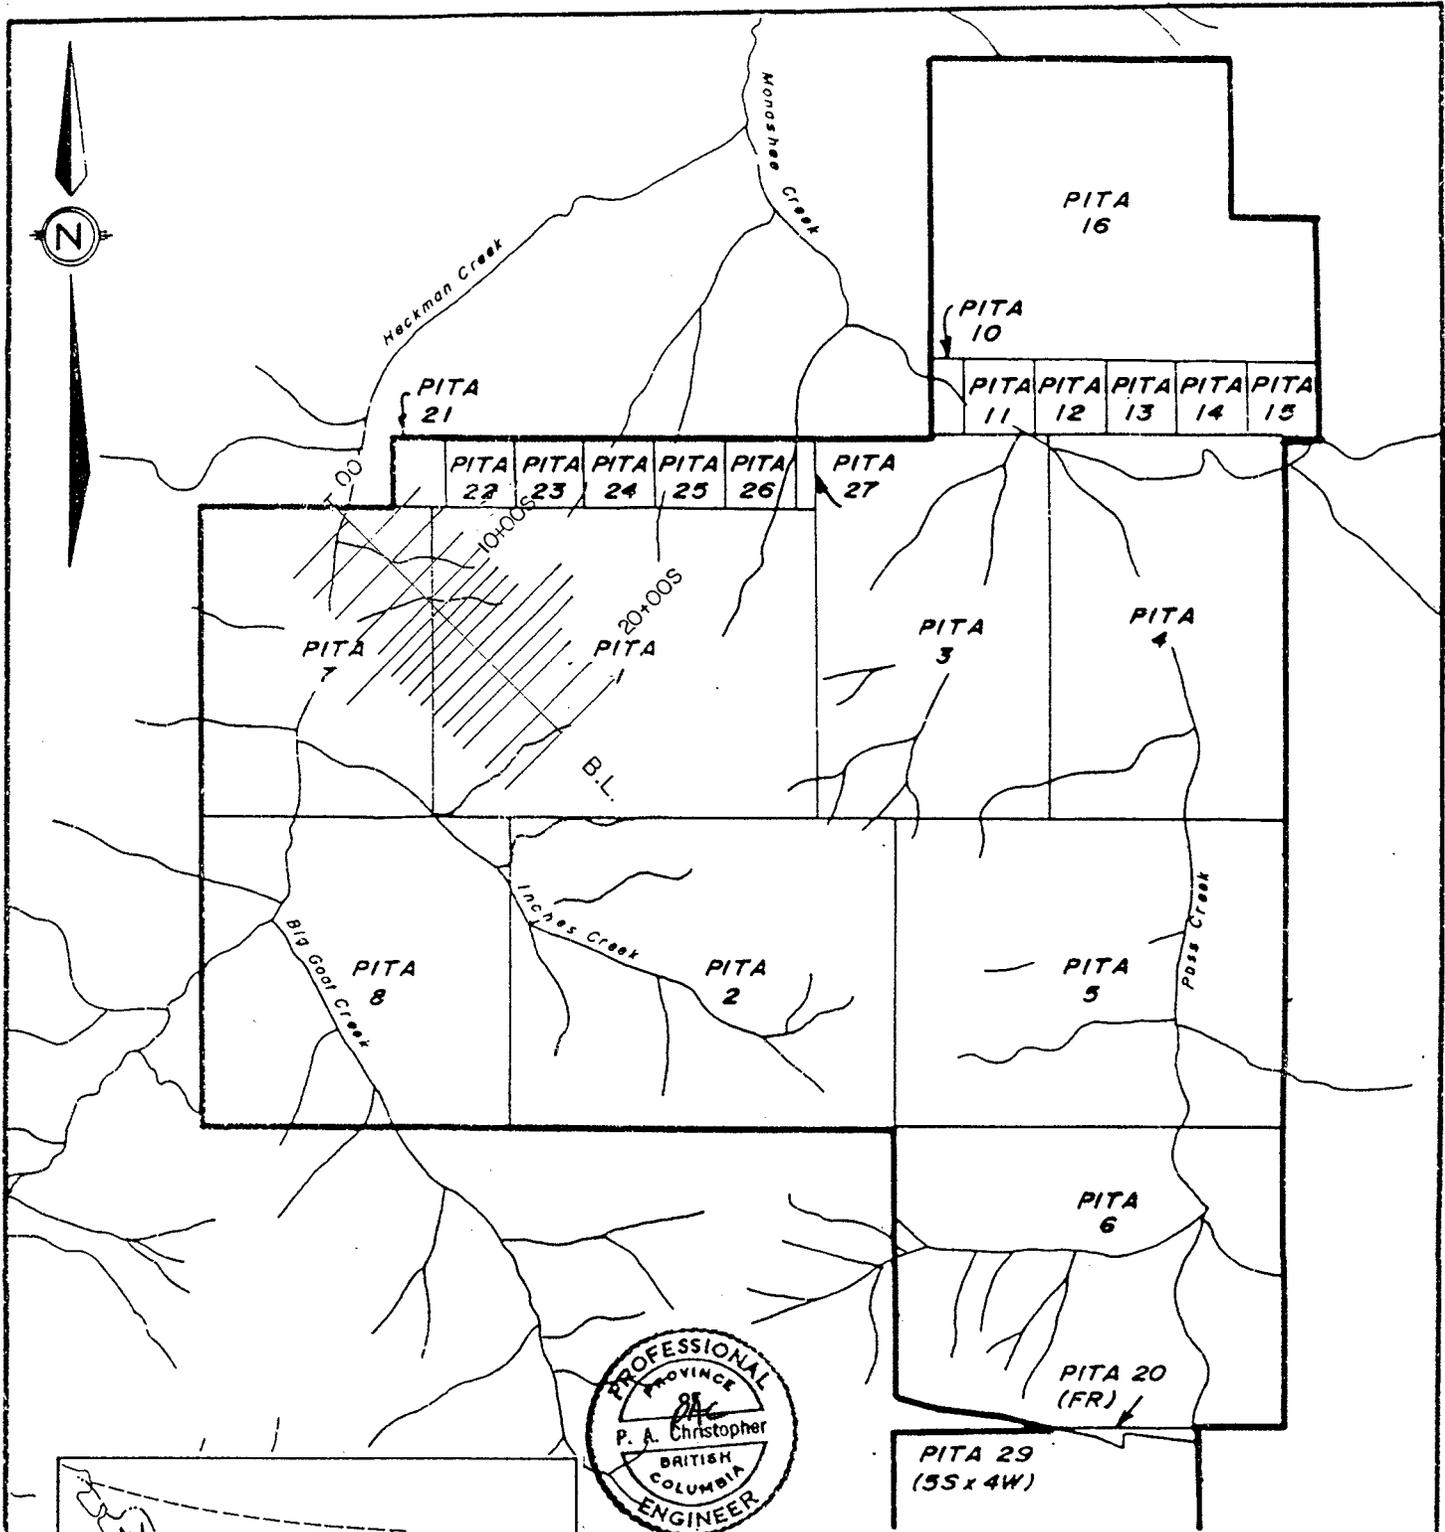 N
Monashee Creek
Heckman Creek
PITA
16
PITA
10
PITA
11
PITA
12
PITA
13
PITA
14
PITA
15
PITA
21
PITA
22
PITA
23
PITA
24
PITA
25
PITA
26
PITA
27
10+00S
20+00S
B.L.
PITA
7
PITA
1
PITA
3
PITA
4
Inches Creek
Big Goat Creek
Pass Creek
PITA
8
PITA
2
PITA
5
PITA
6
PITA 20
(FR)
PITA 29
(5S x 4W)
PROFESSIONAL
PROVINCE
OF
P. A. Christopher
BRITISH
COLUMBIA
ENGINEER